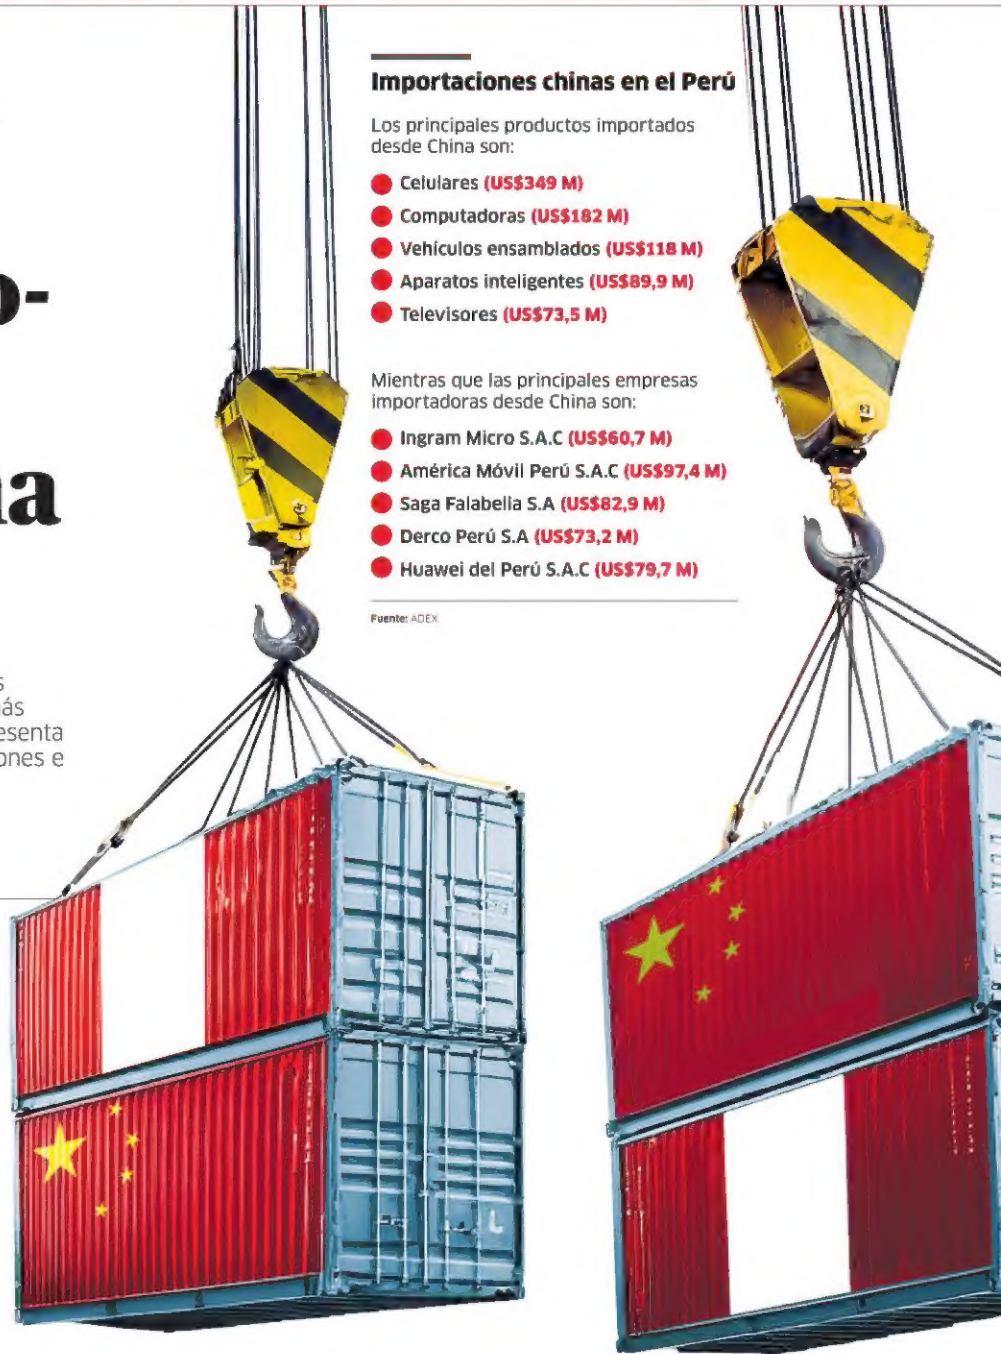 Importaciones chinas en el Perú
Los principales productos importados
desde China son:
Celulares (US$349 M)
Computadoras (US$182 M)
Vehículos ensamblados (US$118 M)
Aparatos inteligentes (US$89,9 M)
Televisores (US$73,5 M)
Mientras que las principales empresas
importadoras desde China son:
Ingram Micro S.A.C (US$60,7 M)
América Móvil Perú S.A.C (US$97,4 M)
Saga Falabella S.A (US$82,9 M)
Derco Perú S.A (US$73,2 M)
Huawei del Perú S.A.C (US$79,7 M)
Fuente: ADEX